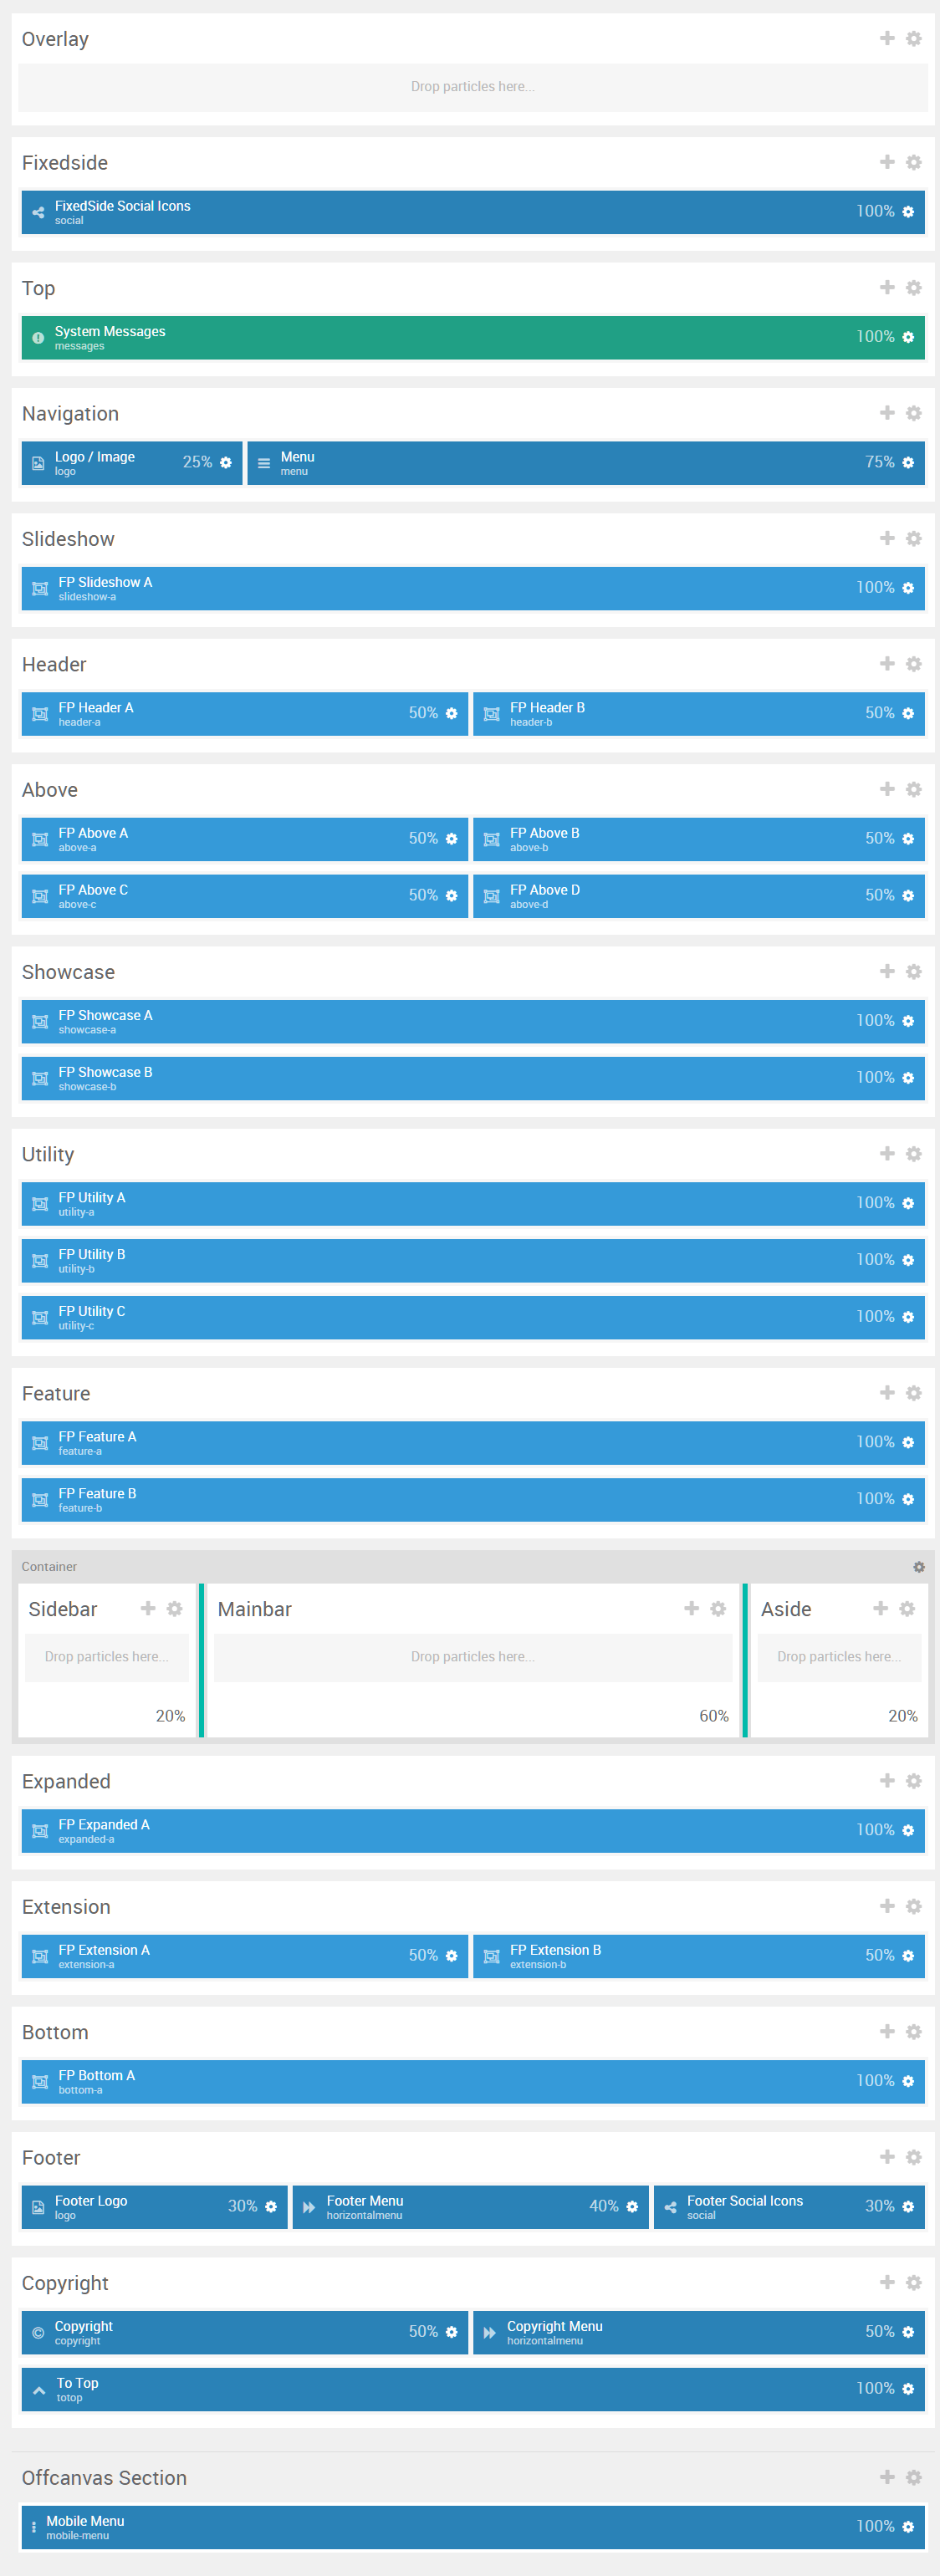 Overlay
Drop particles here...
Fixedside
FixedSide Social Icons
social
100%
Top
System Messages
messages
100%
Navigation
Logo / Image
logo
25%
Menu
menu
75%
Slideshow
FP Slideshow A
slideshow-a
100%
Header
FP Header A
header-a
50%
FP Header B
header-b
50%
Above
FP Above A
above-a
50%
FP Above B
above-b
50%
FP Above C
above-c
50%
FP Above D
above-d
50%
Showcase
FP Showcase A
showcase-a
100%
FP Showcase B
showcase-b
100%
Utility
FP Utility A
utility-a
100%
FP Utility B
utility-b
100%
FP Utility C
utility-c
100%
Feature
FP Feature A
feature-a
100%
FP Feature B
feature-b
100%
Container
Sidebar
Drop particles here...
20%
Mainbar
Drop particles here...
60%
Aside
Drop particles here...
20%
Expanded
FP Expanded A
expanded-a
100%
Extension
FP Extension A
extension-a
50%
FP Extension B
extension-b
50%
Bottom
FP Bottom A
bottom-a
100%
Footer
Footer Logo
logo
30%
Footer Menu
horizontalmenu
40%
Footer Social Icons
social
30%
Copyright
Copyright
copyright
50%
Copyright Menu
horizontalmenu
50%
To Top
totop
100%
Offcanvas Section
Mobile Menu
mobile-menu
100%